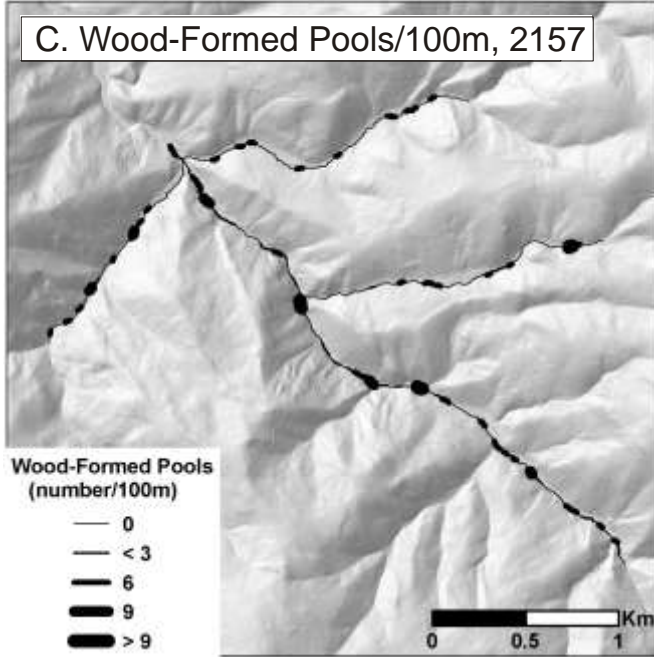 C. Wood-Formed Pools/100m, 2157
Wood-Formed Pools
(number/100m)
0
< 3
6
9
> 9
Km
0 0.5 1